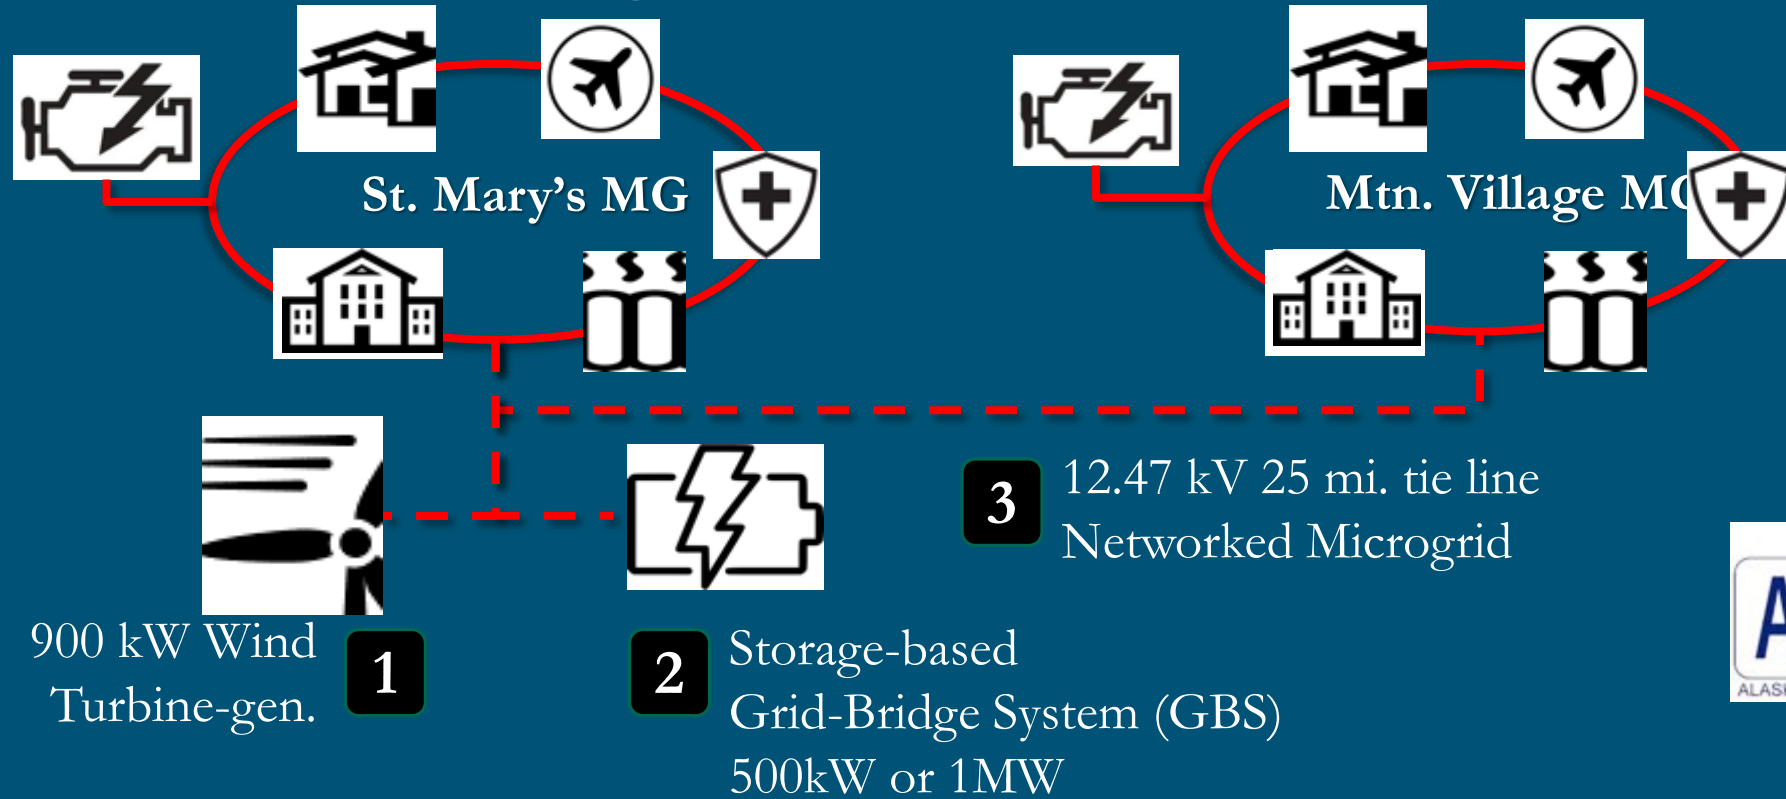 St. Mary's MG
Mtn. Village
3
12.47 kV 25 mi. tie line
Networked Microgrid
900 kW Wind
Turbine-gen.
1
2
Storage-based
Grid-Bridge System (GBS)
500kW or 1MW